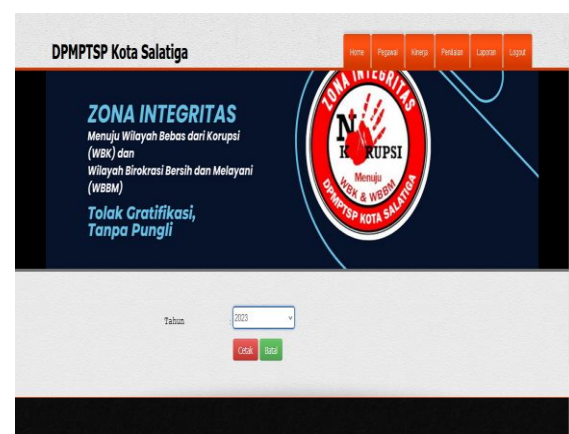 DPMPTSP Kota Salatiga
Home Pegawai Kinerja Penilaian Laporan Logout
ZONA INTEGRITAS
Menuju Wilayah Bebas dari Korupsi
(WBK) dan
Wilayah Birokrasi Bersih dan Melayani
(WBBM)
Tolak Gratifikasi,
Tanpa Pungli
ZONA INTEGRITAS
N
K RUPSI
Menuju
WBK & WBBM
DPMPTSP KOTA SALATIGA
Tahun : 2023
Cetak Batal